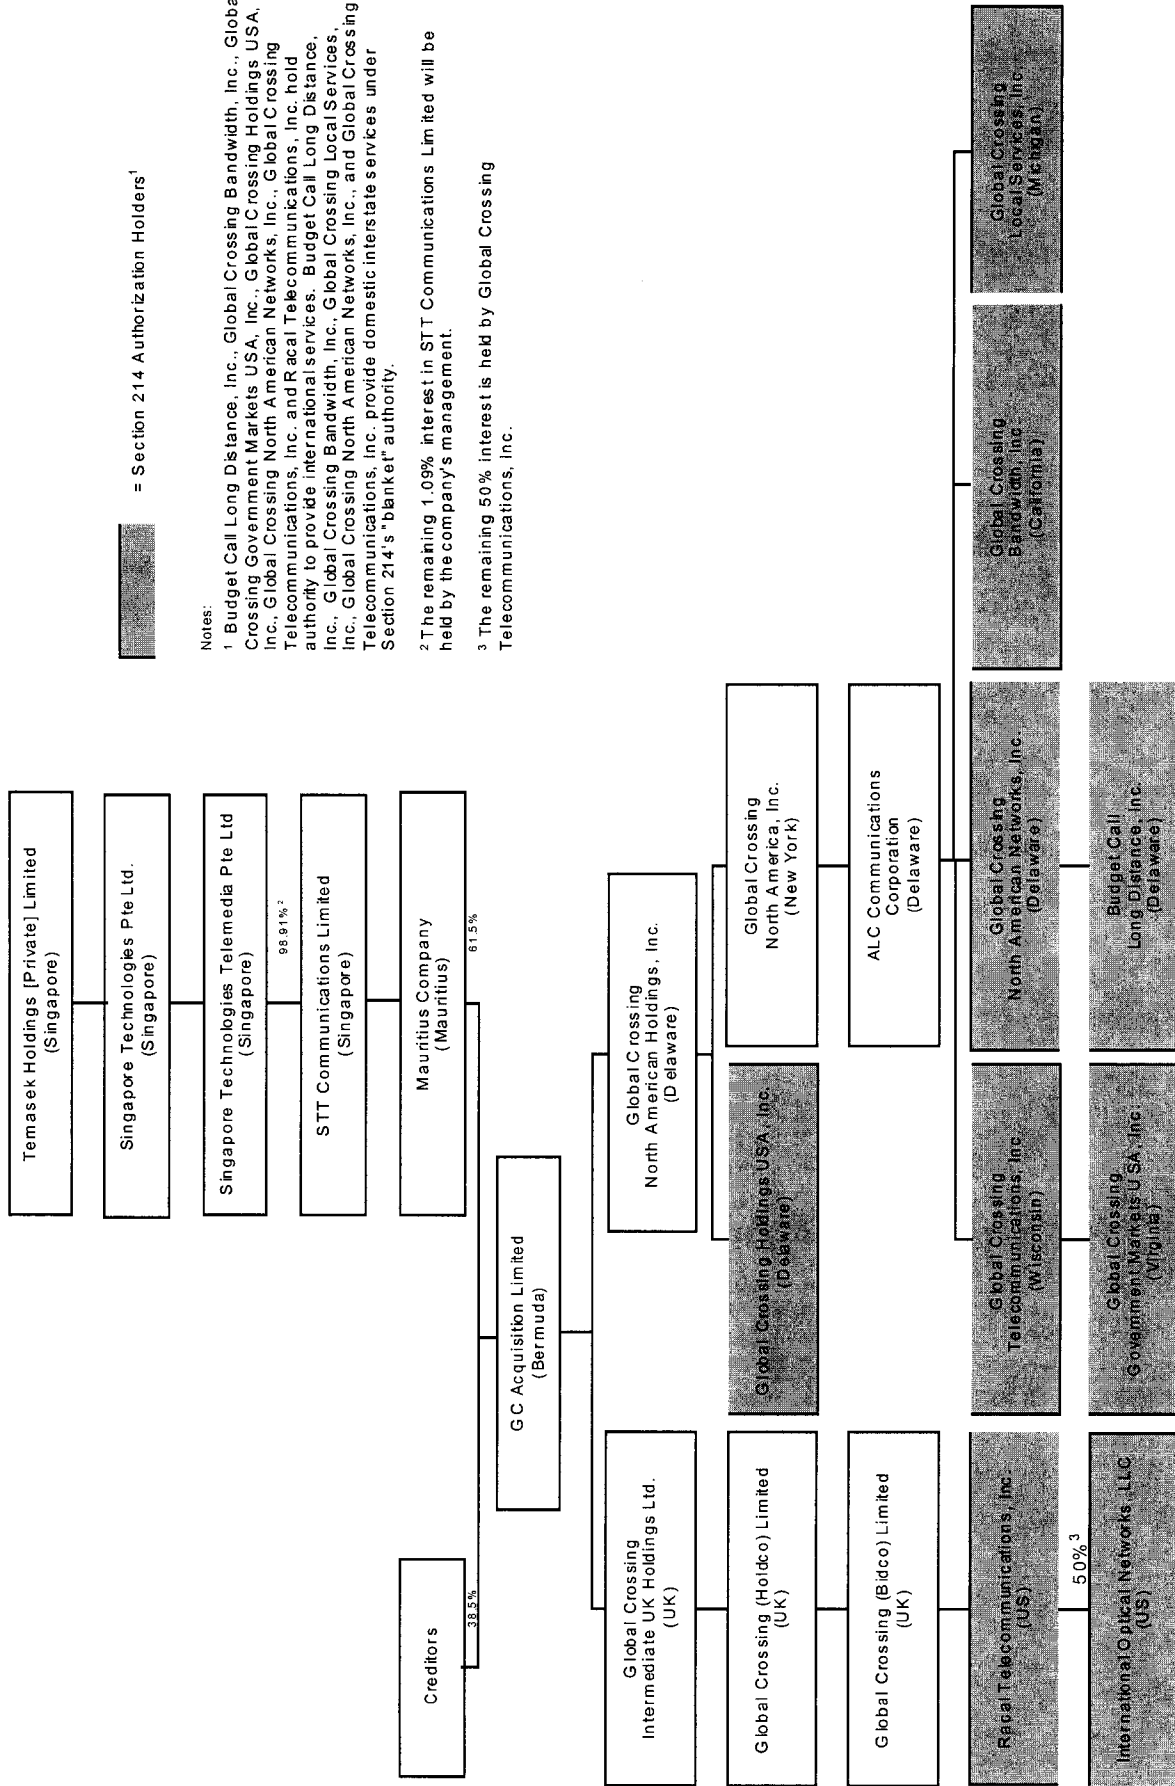 Temasek Holdings [Private] Limited
(Singapore)
Singapore Technologies Pte Ltd.
(Singapore)
Singapore Technologies Telemedia Pte Ltd
(Singapore)
98.91% 2
STT Communications Limited
(Singapore)
Mauritius Company
(Mauritius)
61.5%
Creditors
38.5%
GC Acquisition Limited
(Bermuda)
Global Crossing
Intermediate UK Holdings Ltd.
(UK)
Global Crossing
North American Holdings, Inc.
(Delaware)
Global Crossing (Holdco) Limited
(UK)
Global Crossing Holdings USA, Inc.
(Delaware)
Global Crossing
North America, Inc.
(New York)
Global Crossing (Bidco) Limited
(UK)
ALC Communications
Corporation
(Delaware)
Racal Telecommunications, Inc.
(US)
Global Crossing
Telecommunications, Inc.
(Wisconsin)
Global Crossing
North American Networks, Inc.
(Delaware)
Global Crossing
Bandwidth, Inc.
(California)
Global Crossing
Local Services, Inc.
(Michigan)
50% 3
International Optical Networks, LLC
(US)
Global Crossing
Government Markets USA, Inc.
(Virginia)
Budget Call
Long Distance, Inc.
(Delaware)
= Section 214 Authorization Holders1
Notes:
1 Budget Call Long Distance, Inc., Global Crossing Bandwidth, Inc., Globa
Crossing Government Markets USA, Inc., Global Crossing Holdings USA,
Inc., Global Crossing North American Networks, Inc., Global Crossing
Telecommunications, Inc. and Racal Telecommunications, Inc. hold
authority to provide international services. Budget Call Long Distance,
Inc., Global Crossing Bandwidth, Inc., Global Crossing Local Services,
Inc., Global Crossing North American Networks, Inc., and Global Crossing
Telecommunications, Inc. provide domestic interstate services under
Section 214's "blanket" authority.
2 The remaining 1.09% interest in STT Communications Limited will be
held by the company's management.
3 The remaining 50% interest is held by Global Crossing
Telecommunications, Inc.